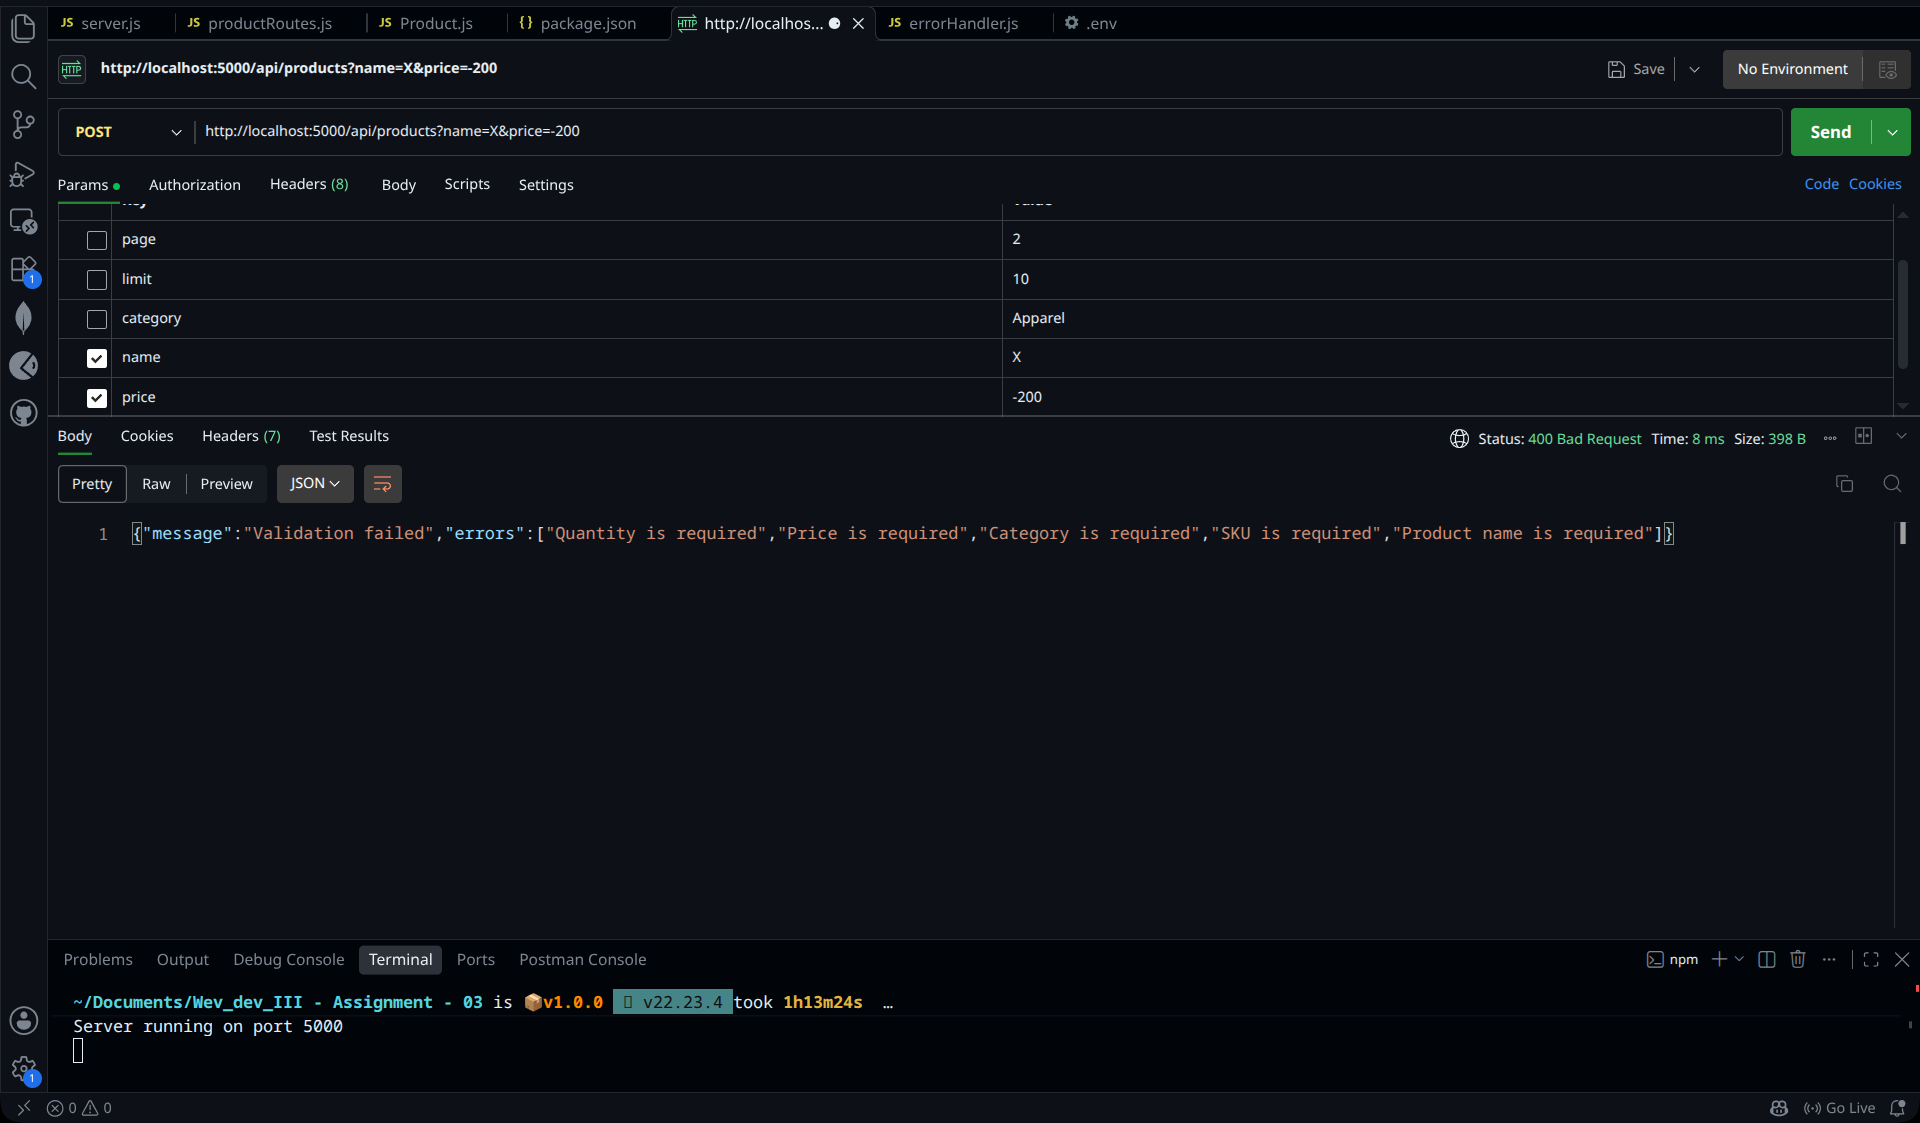 JS server.js JS productRoutes.js JS Product.js {} package.json HTTP http://localhos... JS errorHandler.js .env
HTTP http://localhost:5000/api/products?name=X&price=-200 Save No Environment
POST http://localhost:5000/api/products?name=X&price=-200 Send
Params Authorization Headers (8) Body Scripts Settings Code Cookies
page 2
limit 10
category Apparel
name X
price -200
Body Cookies Headers (7) Test Results Status: 400 Bad Request Time: 8 ms Size: 398 B
Pretty Raw Preview JSON
1 {"message":"Validation failed","errors":["Quantity is required","Price is required","Category is required","SKU is required","Product name is required"]}
Problems Output Debug Console Terminal Ports Postman Console npm
~/Documents/Wev_dev_III - Assignment - 03 is 📦v1.0.0 v22.23.4 took 1h13m24s …
Server running on port 5000
0 0 Go Live
1
1